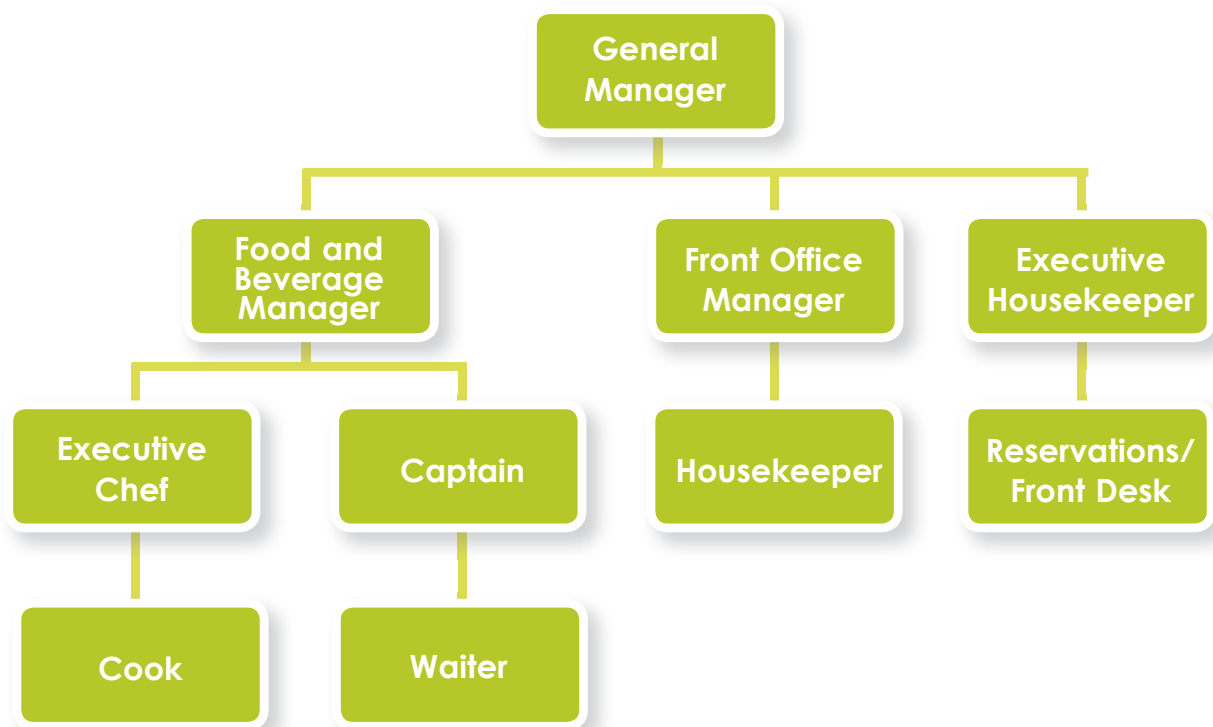 General
Manager
Food and
Beverage
Manager
Front Office
Manager
Executive
Housekeeper
Executive
Chef
Captain
Housekeeper
Reservations/
Front Desk
Cook
Waiter